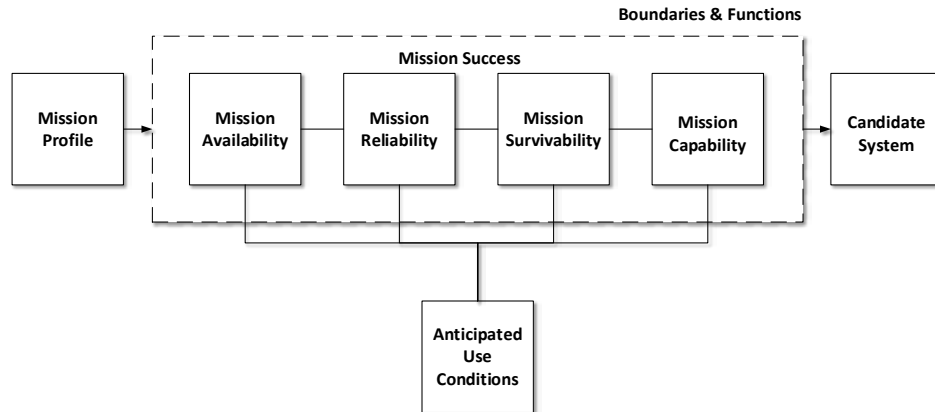 Boundaries & Functions
Mission Success
Mission
Profile
Mission
Availability
Mission
Reliability
Mission
Survivability
Mission
Capability
Candidate
System
Anticipated
Use
Conditions